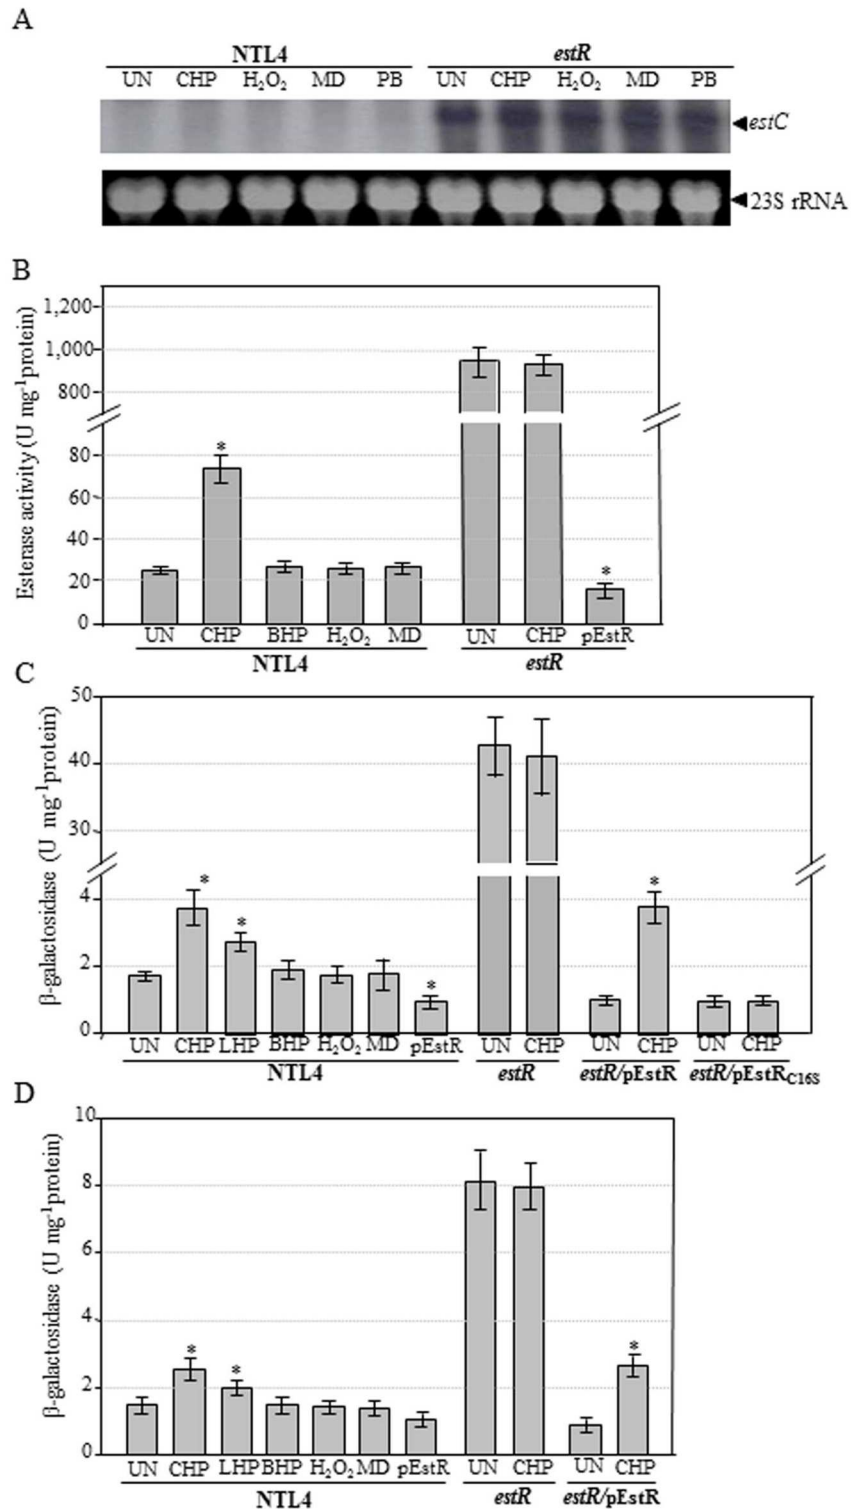 A
NTL4 estR
UN CHP H₂O₂ MD PB UN CHP H₂O₂ MD PB
estC
23S rRNA
B
Esterase activity (U mg⁻¹protein)
1,200
1,000
800
80
60
40
20
0
* *
UN CHP BHP H₂O₂ MD UN CHP pEstR
NTL4 estR
C
β-galactosidase (U mg⁻¹protein)
50
40
30
4
2
0
* * * *
UN CHP LHP BHP H₂O₂ MD pEstR UN CHP UN CHP UN CHP
NTL4 estR estR/pEstR estR/pEstR_C16S
D
β-galactosidase (U mg⁻¹protein)
10
8
6
4
2
0
* * *
UN CHP LHP BHP H₂O₂ MD pEstR UN CHP UN CHP
NTL4 estR estR/pEstR